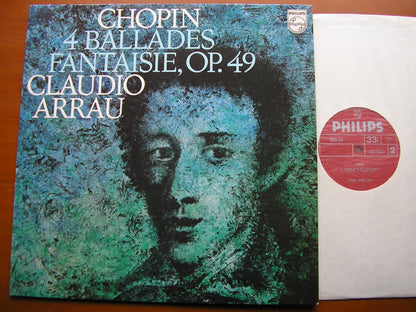 CHOPIN
4 BALLADES
FANTAISIE, OP. 49
CLAUDIO
ARRAU
PHILIPS
PHILIPS
33
2